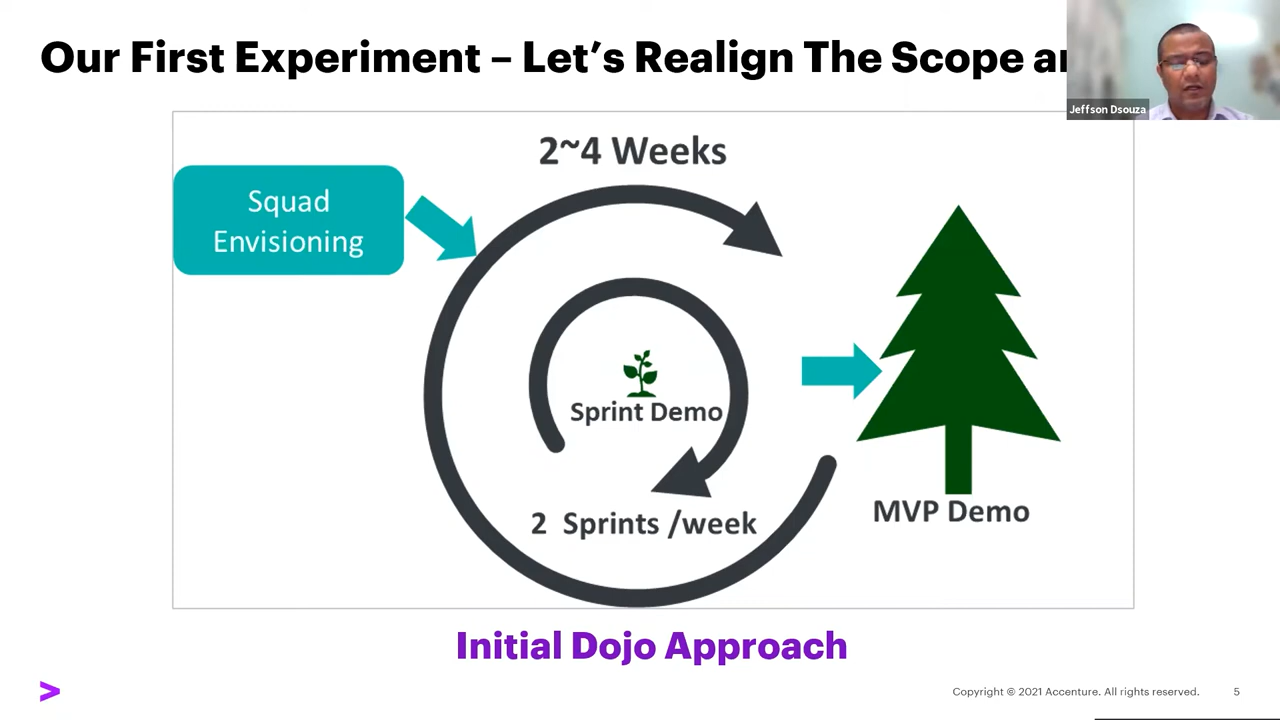 Our First Experiment – Let’s Realign The Scope
Jeffson Dsouza
2~4 Weeks
Squad
Envisioning
Sprint Demo
2 Sprints /week
MVP Demo
Initial Dojo Approach
Copyright © 2021 Accenture. All rights reserved.
5